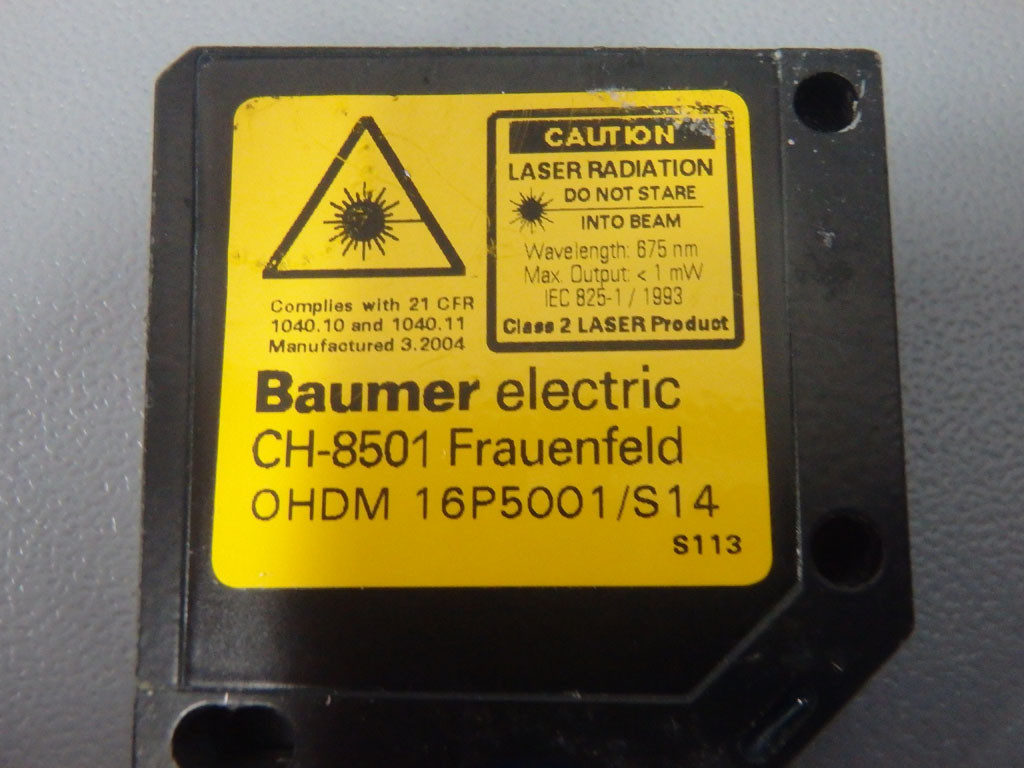 CAUTION
LASER RADIATION
DO NOT STARE
INTO BEAM
Wavelength: 675 nm
Max. Output: < 1 mW
IEC 825-1 / 1993
Class 2 LASER Product
Complies with 21 CFR
1040.10 and 1040.11
Manufactured 3.2004
Baumer electric
CH-8501 Frauenfeld
OHDM 16P5001/S14
S113